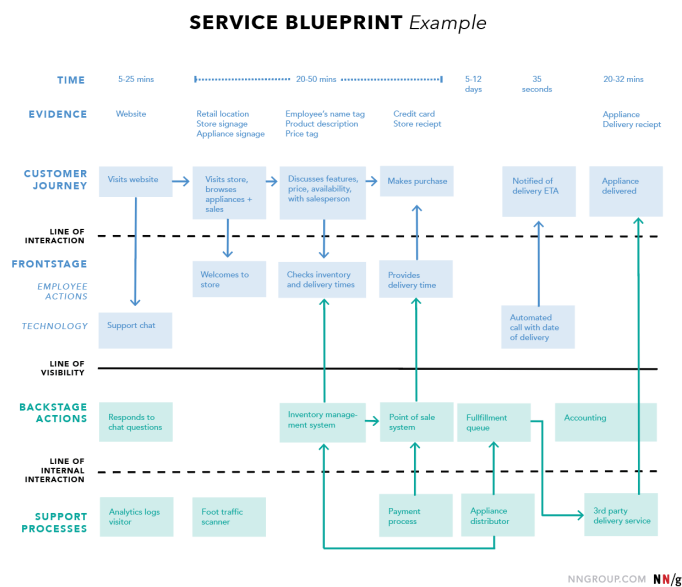 SERVICE BLUEPRINT Example
TIME
5-25 mins
20-50 mins
5-12
days
35
seconds
20-32 mins
EVIDENCE
Website
Retail location
Store signage
Appliance signage
Employee's name tag
Product description
Price tag
Credit card
Store reciept
Appliance
Delivery reciept
CUSTOMER
JOURNEY
Visits website
Visits store,
browses
appliances +
sales
Discusses features,
price, availability,
with salesperson
Makes purchase
Notified of
delivery ETA
Appliance
delivered
LINE OF
INTERACTION
FRONTSTAGE
EMPLOYEE
ACTIONS
Welcomes to
store
Checks inventory
and delivery times
Provides
delivery time
TECHNOLOGY
Support chat
Automated
call with date
of delivery
LINE OF
VISIBILITY
BACKSTAGE
ACTIONS
Responds to
chat questions
Inventory manage-
ment system
Point of sale
system
Fullfillment
queue
Accounting
LINE OF
INTERNAL
INTERACTION
SUPPORT
PROCESSES
Analytics logs
visitor
Foot traffic
scanner
Payment
process
Appliance
distributor
3rd party
delivery service
NNGROUP.COM NN/g